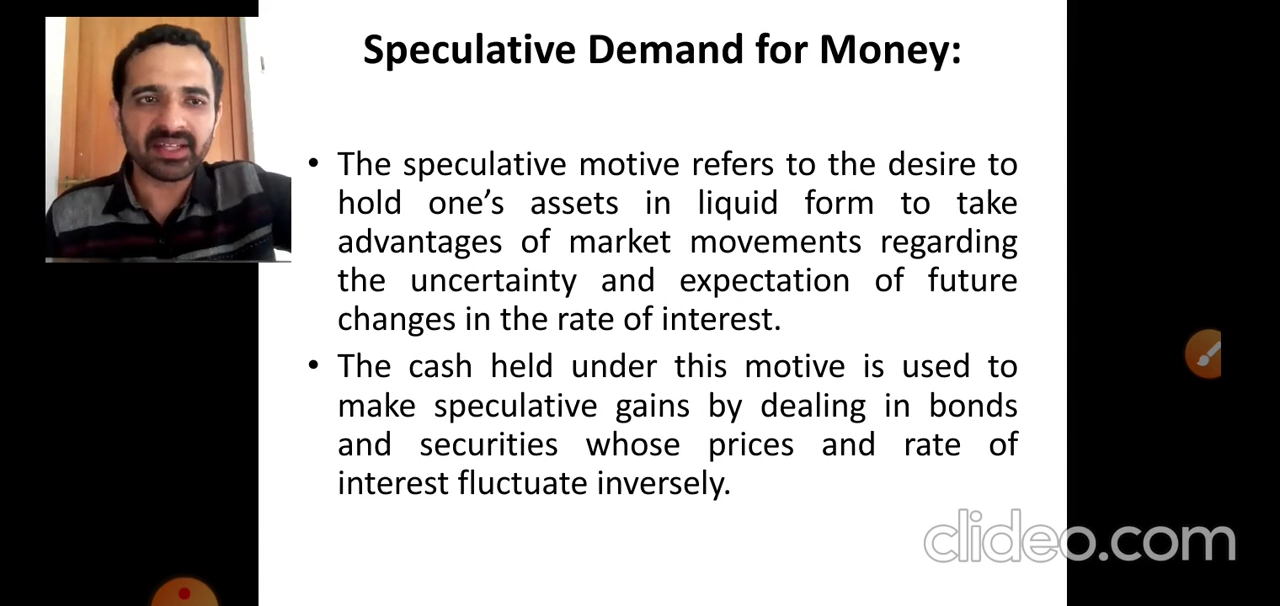 Speculative Demand for Money:
• The speculative motive refers to the desire to
hold one’s assets in liquid form to take
advantages of market movements regarding
the uncertainty and expectation of future
changes in the rate of interest.
• The cash held under this motive is used to
make speculative gains by dealing in bonds
and securities whose prices and rate of
interest fluctuate inversely.
clideo.com